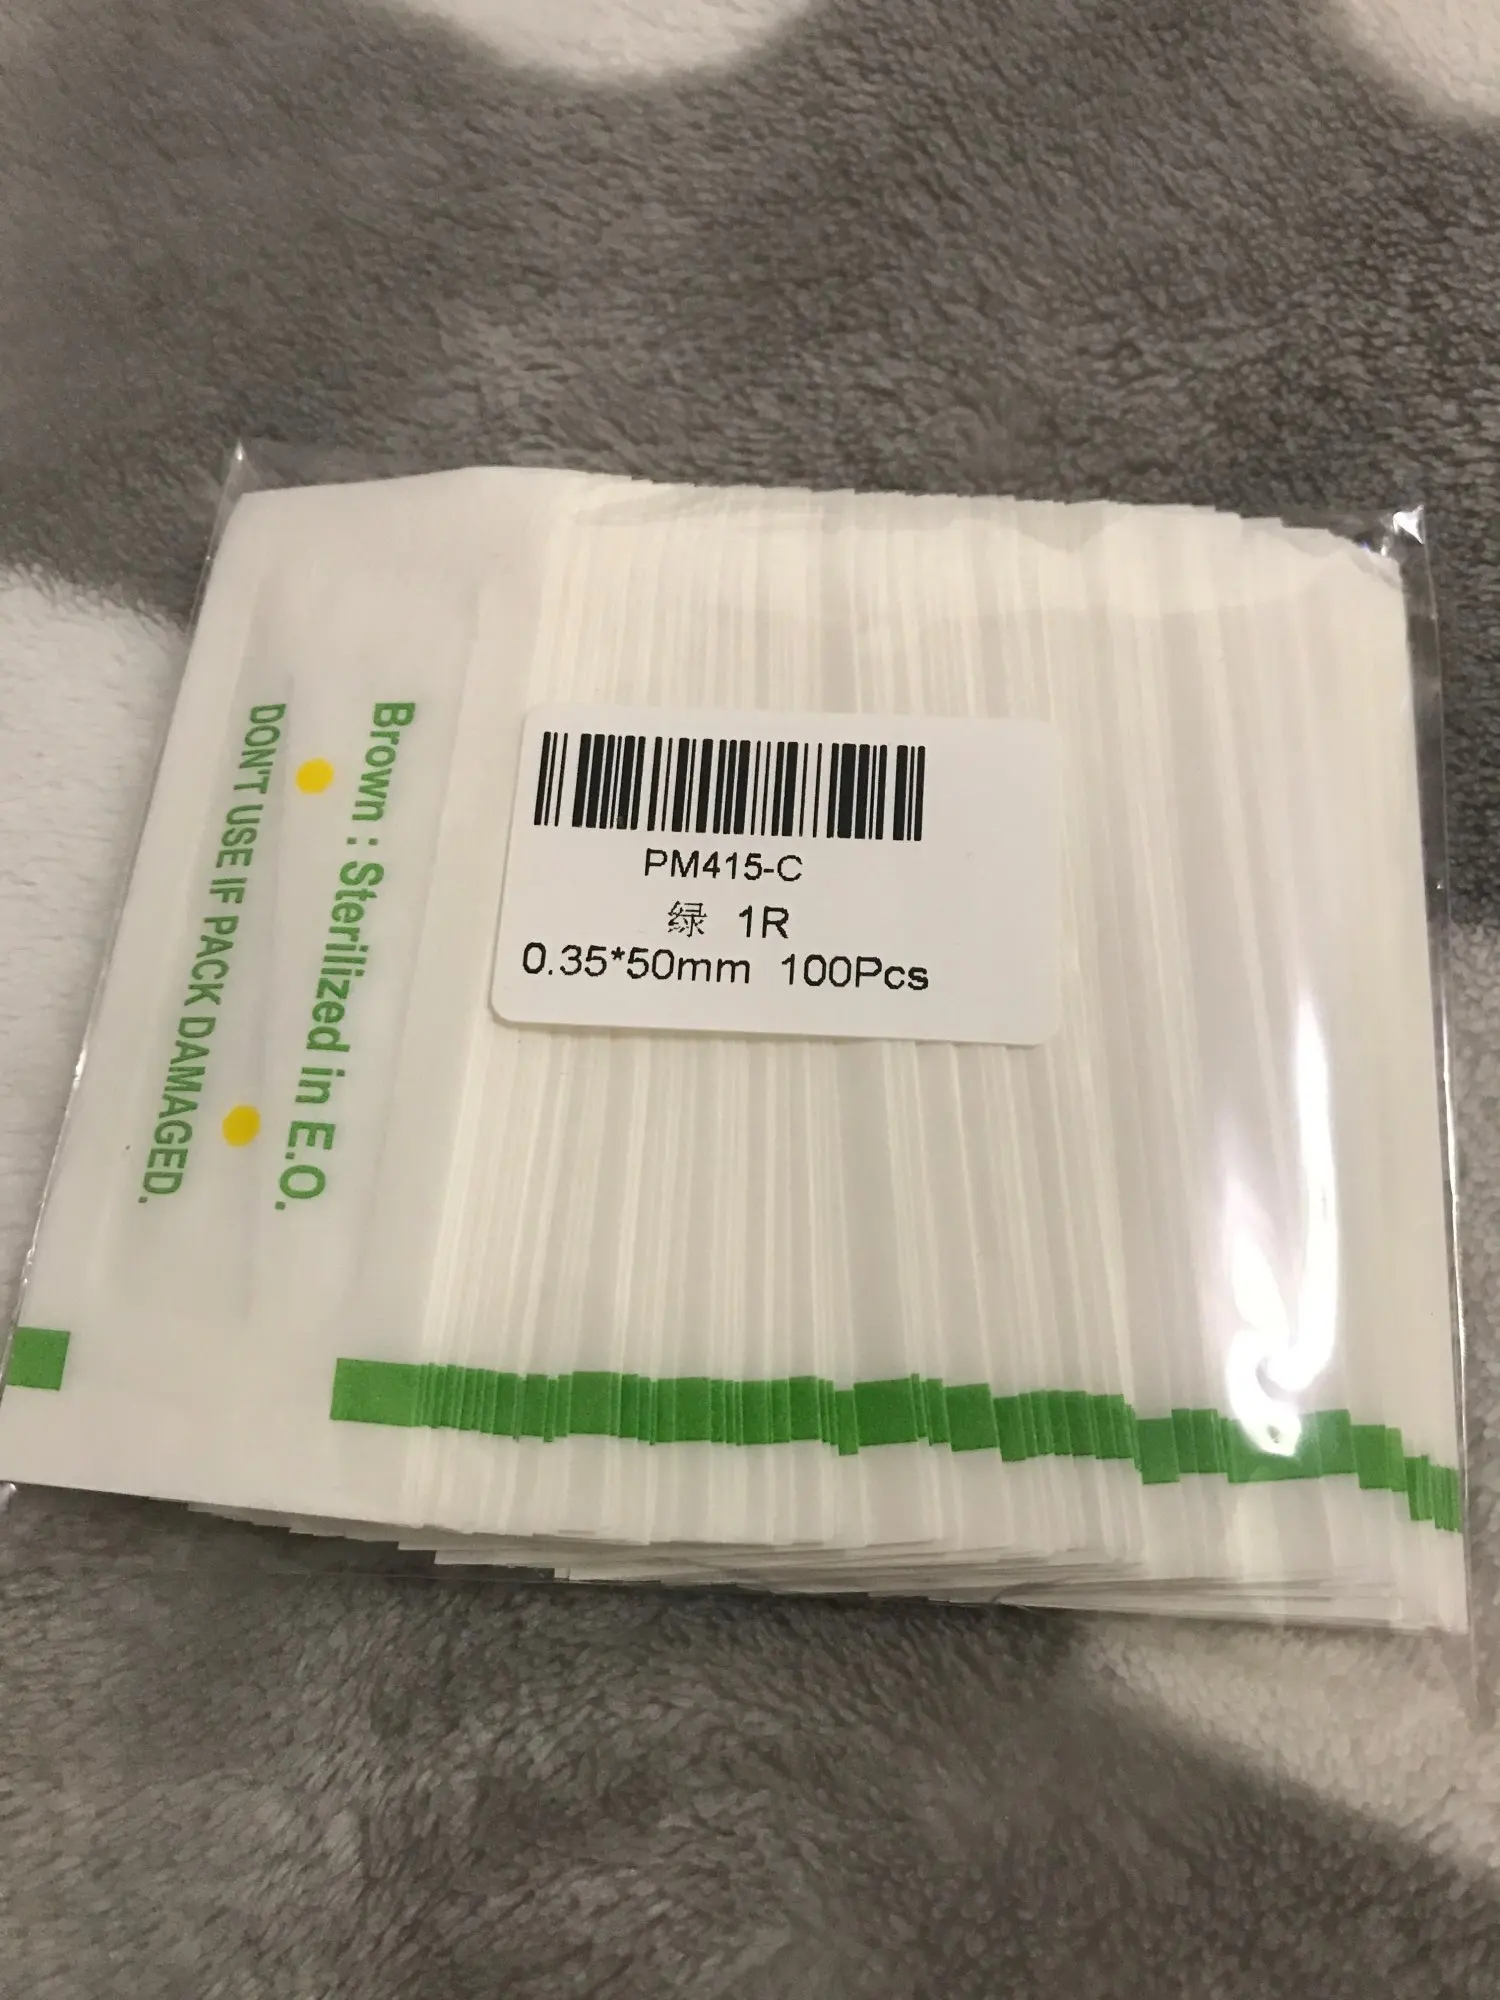 Brown : Sterilized in E.O.
DON'T USE IF PACK DAMAGED.
PM415-C
绿 1R
0.35*50mm 100Pcs